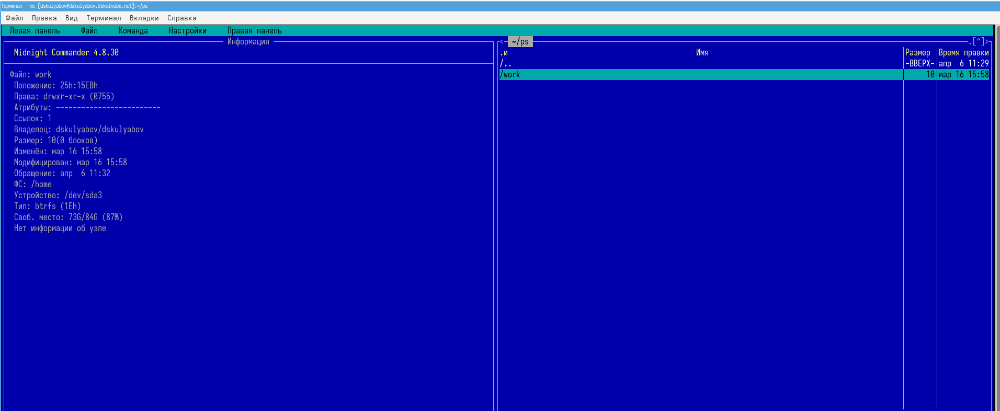 Терминал - mc [dskulyabov@dskulyabov.dskulvabo.net]:~/ps
Файл Правка Вид Терминал Вкладки Справка
Левая панель Файл Команда Настройки Правая панель
Информация
Midnight Commander 4.8.30
Файл: work
Положение: 25h:15EBh
Права: drwxr-xr-x (0755)
Атрибуты: -------------------------
Ссылок: 1
Владелец: dskulyabov/dskulyabov
Размер: 10(0 блоков)
Изменён: мар 16 15:58
Модифицирован: мар 16 15:58
Обращение: апр  6 11:32
ФС: /home
Устройство: /dev/sda3
Тип: btrfs (1Eh)
Своб. место: 73G/84G (87%)
Нет информации об узле
<- ~/ps .[^]>
.и Имя Размер Время правки
/.. -ВВЕРХ- апр  6 11:29
/work 10 мар 16 15:58